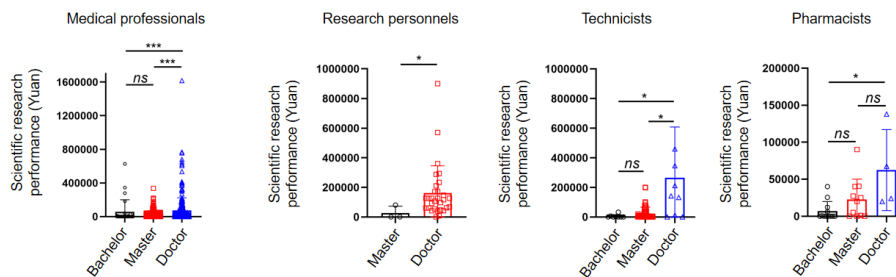 Medical professionals
Scientific research
performance (Yuan)
1600000
1200000
800000
400000
0
***
***
ns
Bachelor
Master
Doctor
Research personnels
Scientific research
performance (Yuan)
1000000
800000
600000
400000
200000
0
*
Master
Doctor
Technicists
Scientific research
performance (Yuan)
1000000
800000
600000
400000
200000
0
*
*
ns
Bachelor
Master
Doctor
Pharmacists
Scientific research
performance (Yuan)
200000
150000
100000
50000
0
*
ns
ns
Bachelor
Master
Doctor